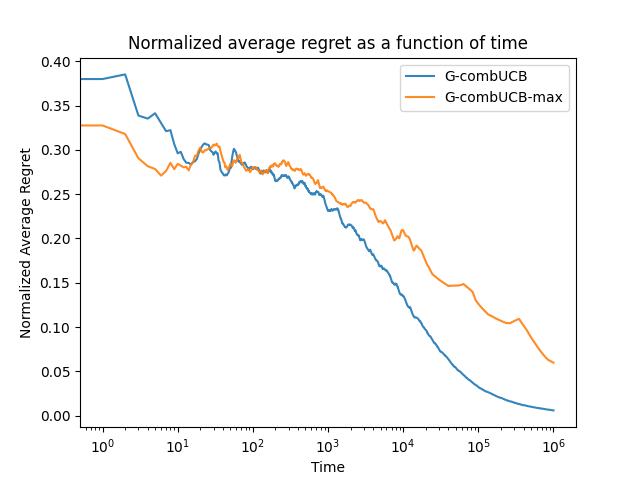 Normalized average regret as a function of time
G-combUCB
G-combUCB-max
Normalized Average Regret
0.40
0.35
0.30
0.25
0.20
0.15
0.10
0.05
0.00
10⁰ 10¹ 10² 10³ 10⁴ 10⁵ 10⁶
Time